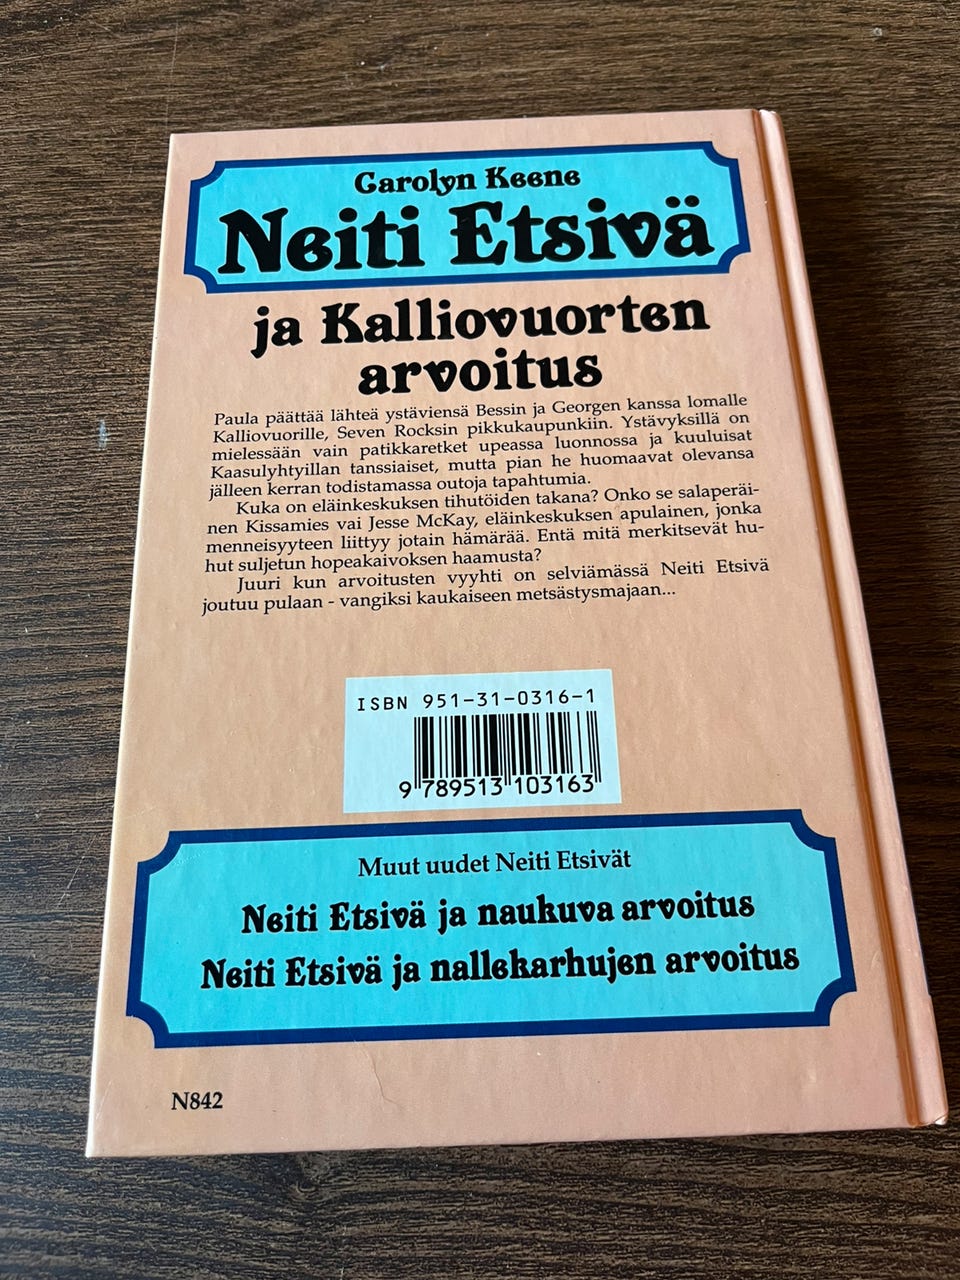 Carolyn Keene
Neiti Etsivä
ja Kalliovuorten
arvoitus
Paula päättää lähteä ystäviensä Bessin ja Georgen kanssa lomalle
Kalliovuorille, Seven Rocksin pikkukaupunkiin. Ystävyksillä on
mielessään vain patikkaretket upeassa luonnossa ja kuuluisat
Kaasulyhtyillan tanssiaiset, mutta pian he huomaavat olevansa
jälleen kerran todistamassa outoja tapahtumia.
Kuka on eläinkeskuksen tihutöiden takana? Onko se salaperäi-
nen Kissamies vai Jesse McKay, eläinkeskuksen apulainen, jonka
menneisyyteen liittyy jotain hämärää. Entä mitä merkitsevät hu-
hut suljetun hopeakaivoksen haamusta?
Juuri kun arvoitusten vyyhti on selviämässä Neiti Etsivä
joutuu pulaan - vangiksi kaukaiseen metsästysmajaan...
ISBN 951-31-0316-1
9 789513 103163
Muut uudet Neiti Etsivät
Neiti Etsivä ja naukuva arvoitus
Neiti Etsivä ja nallekarhujen arvoitus
N842